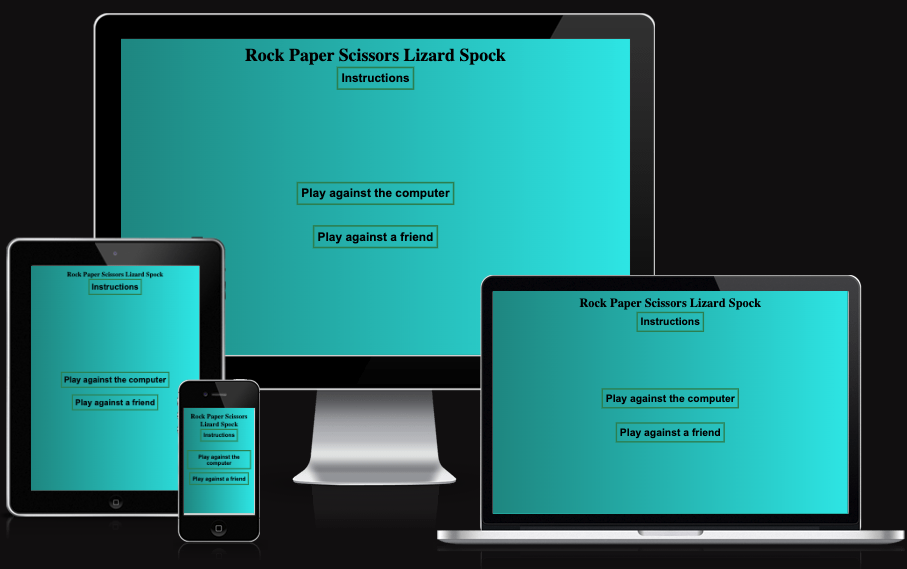 Rock Paper Scissors Lizard Spock
Instructions
Play against the computer
Play against a friend
Rock Paper Scissors Lizard Spock
Instructions
Play against the computer
Play against a friend
Rock Paper Scissors
Lizard Spock
Instructions
Play against the
computer
Play against a friend
Rock Paper Scissors Lizard Spock
Instructions
Play against the computer
Play against a friend